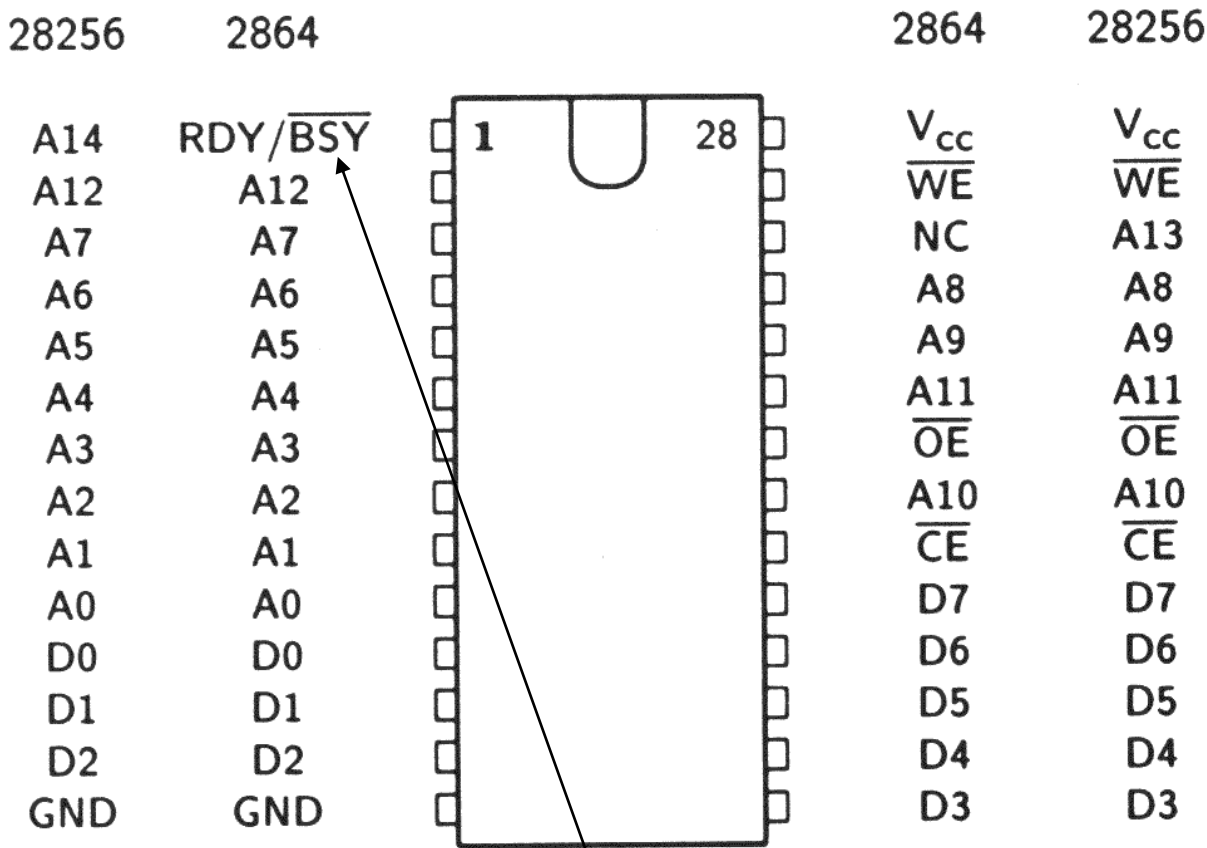 28256 2864 2864 28256
A14 RDY/BSY 1 28 Vcc Vcc
A12 A12 WE WE
A7 A7 NC A13
A6 A6 A8 A8
A5 A5 A9 A9
A4 A4 A11 A11
A3 A3 OE OE
A2 A2 A10 A10
A1 A1 CE CE
A0 A0 D7 D7
D0 D0 D6 D6
D1 D1 D5 D5
D2 D2 D4 D4
GND GND D3 D3